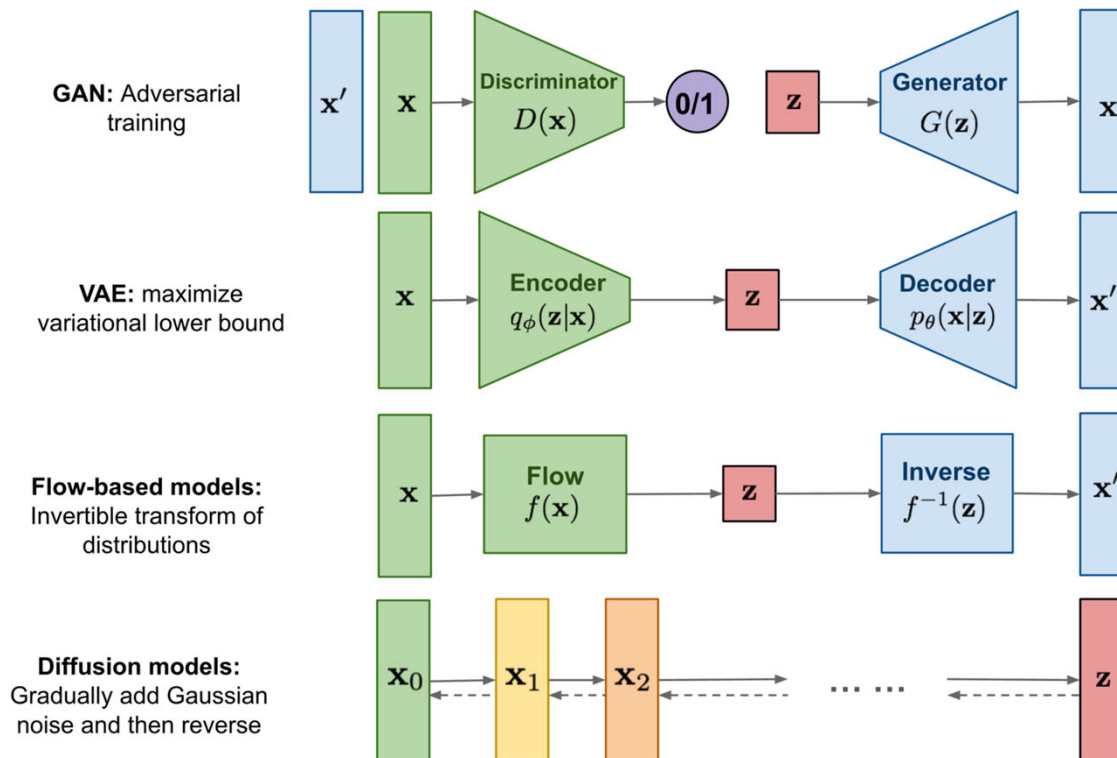 GAN: Adversarial
training
x′
x
Discriminator
D(x)
0/1
z
Generator
G(z)
x
VAE: maximize
variational lower bound
x
Encoder
qϕ(z|x)
z
Decoder
pθ(x|z)
x′
Flow-based models:
Invertible transform of
distributions
x
Flow
f(x)
z
Inverse
f⁻¹(z)
x′
Diffusion models:
Gradually add Gaussian
noise and then reverse
x₀
x₁
x₂
... ...
z